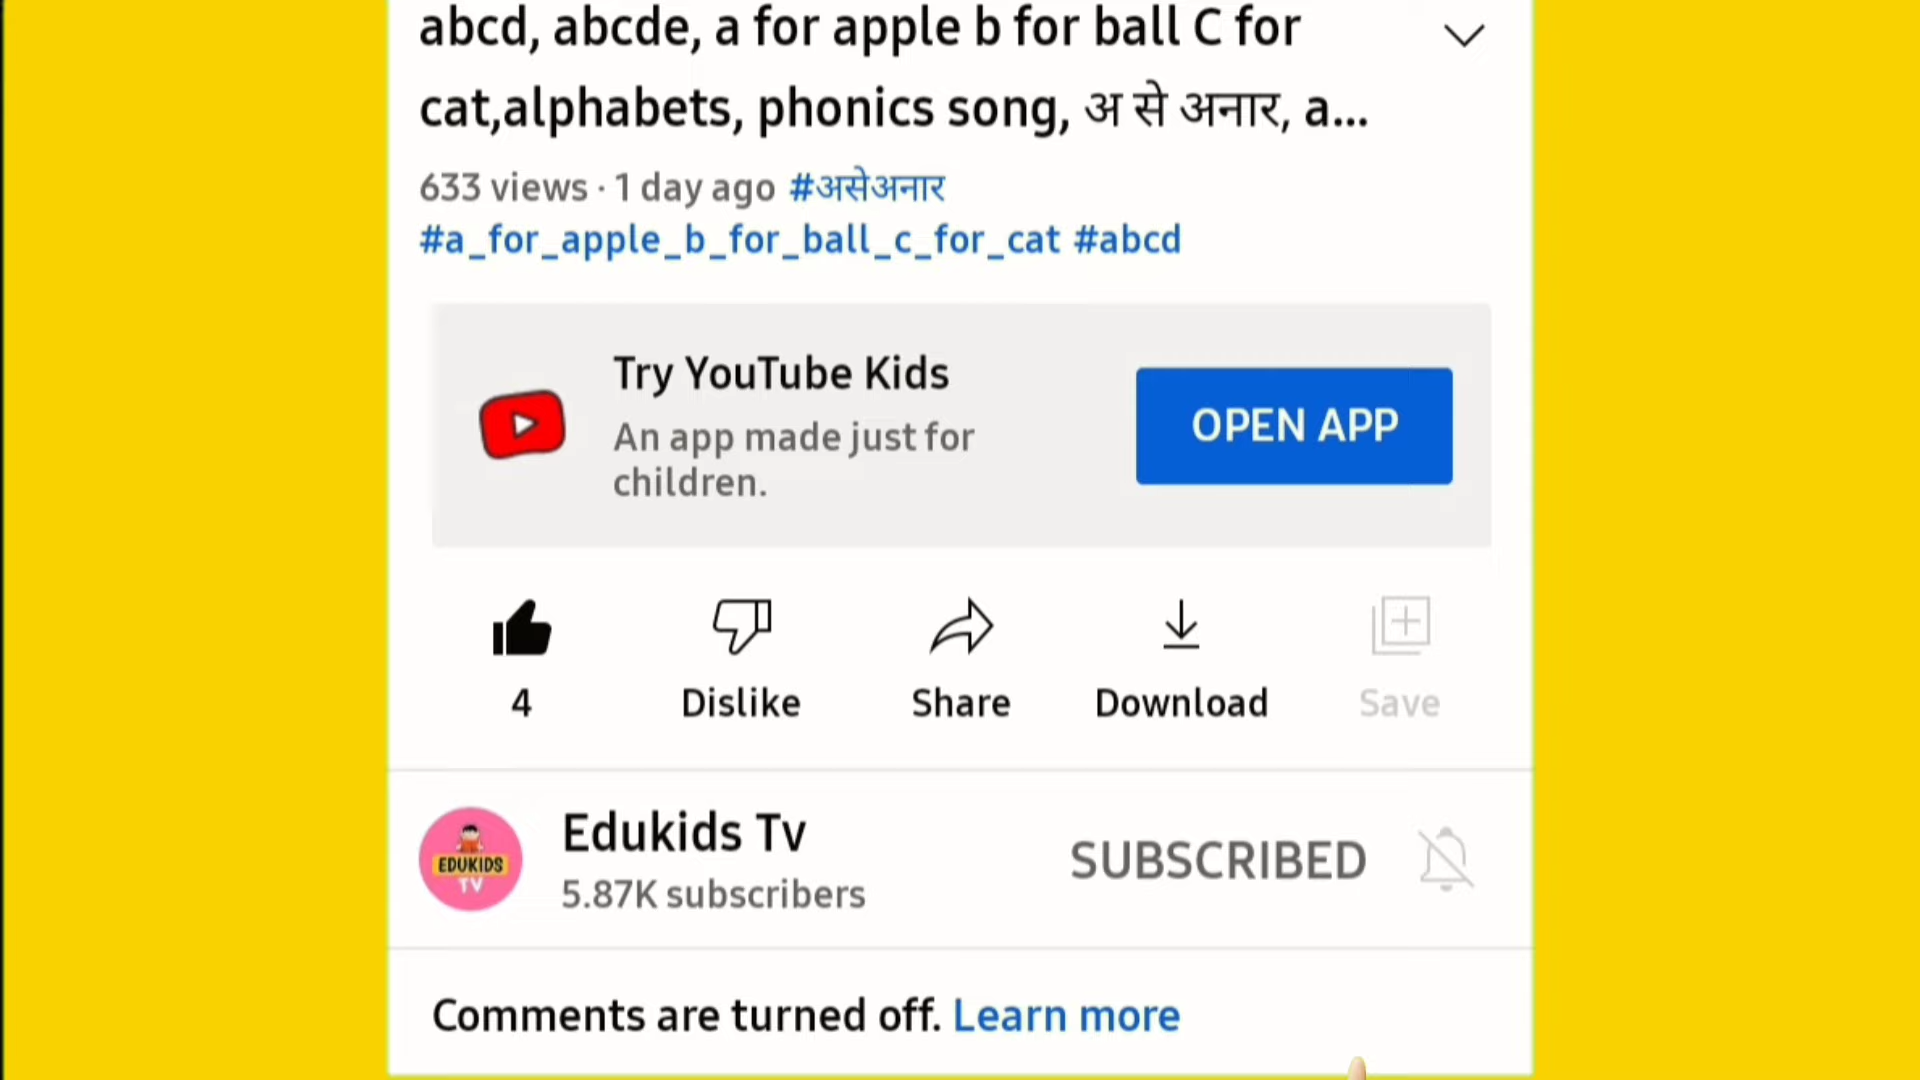 abcd, abcde, a for apple b for ball C for
cat,alphabets, phonics song, अ से अनार, a...
633 views · 1 day ago #असेअनार
#a_for_apple_b_for_ball_c_for_cat #abcd
Try YouTube Kids
An app made just for
children.
OPEN APP
4
Dislike
Share
Download
Save
EDUKIDS
TV
Edukids Tv
5.87K subscribers
SUBSCRIBED
Comments are turned off. Learn more